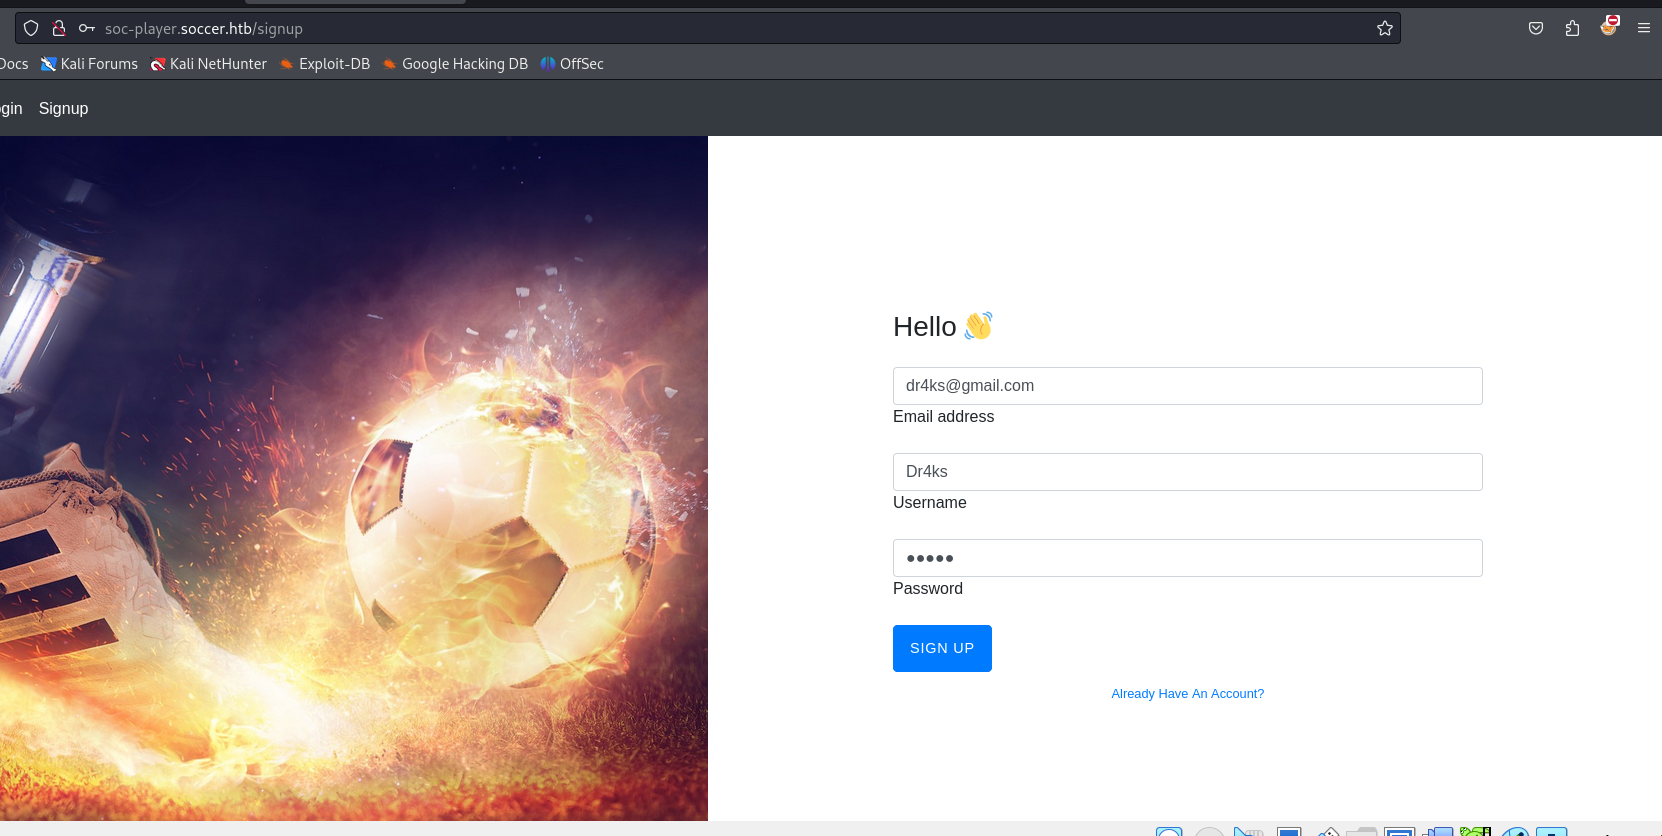 soc-player.soccer.htb/signup
Docs Kali Forums Kali NetHunter Exploit-DB Google Hacking DB OffSec
gin Signup
Hello 👋
dr4ks@gmail.com
Email address
Dr4ks
Username
●●●●●
Password
SIGN UP
Already Have An Account?